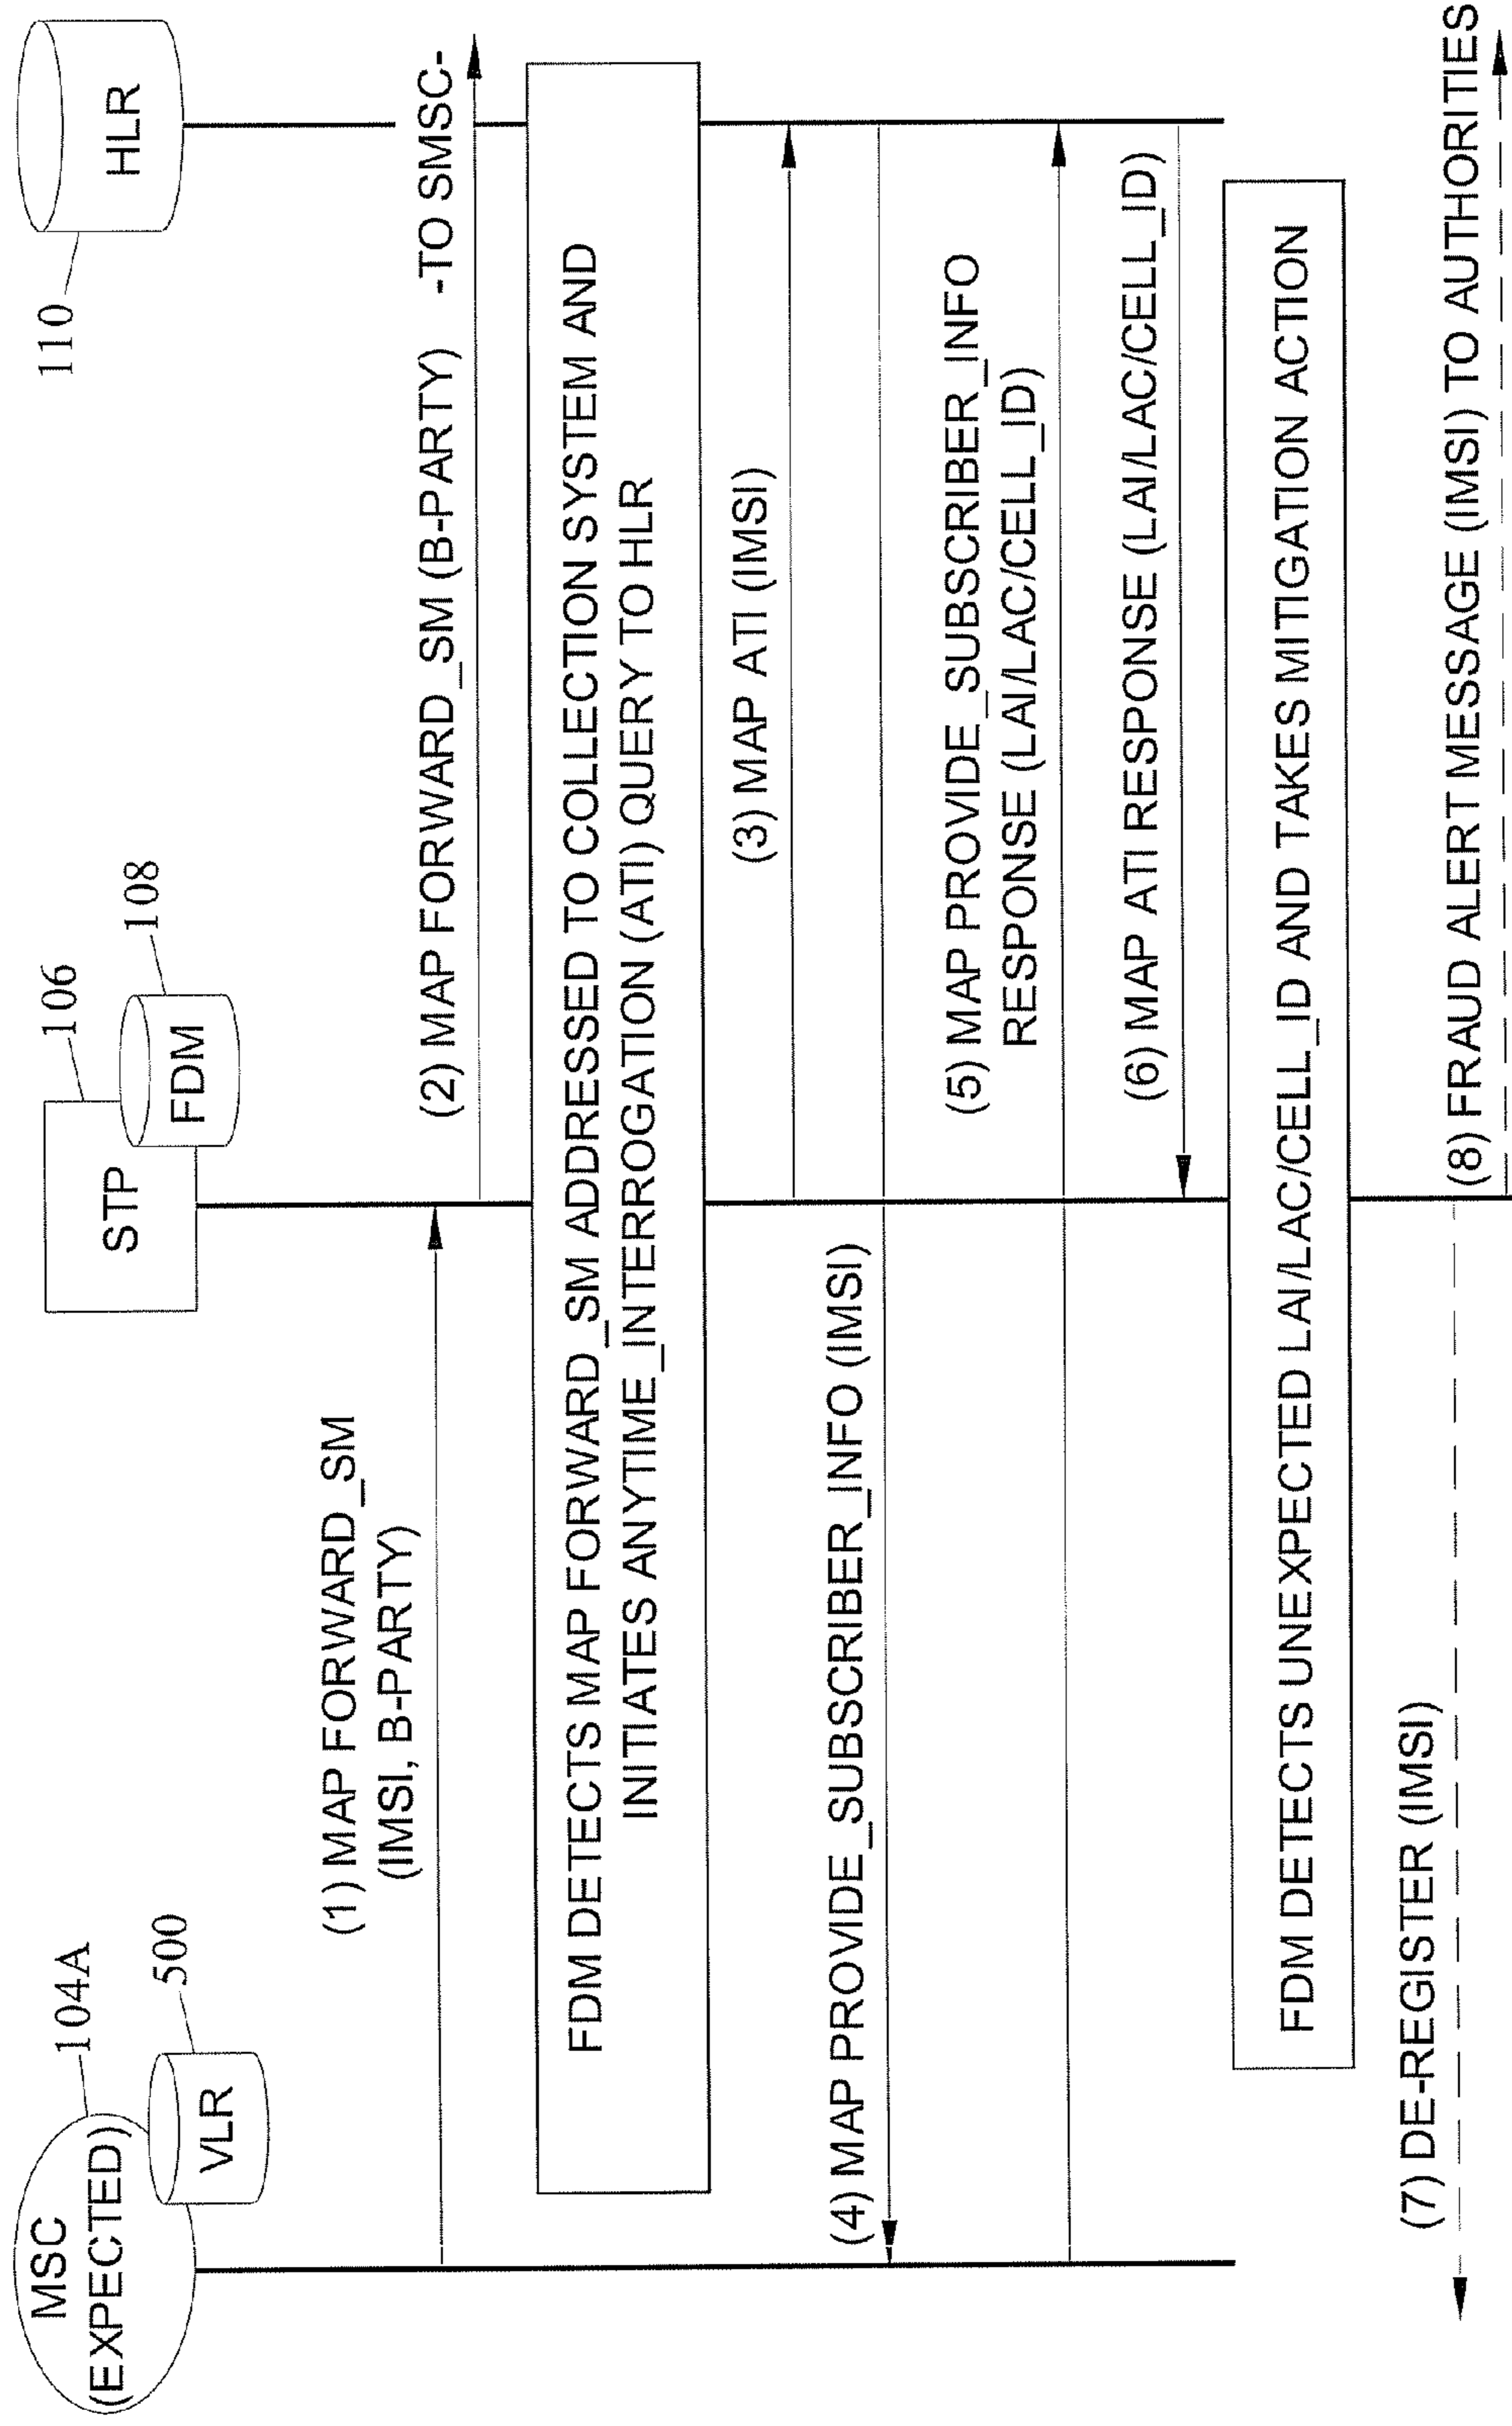 MSC
(EXPECTED)
104A
VLR
500
STP
106
FDM
108
HLR
110
(1) MAP FORWARD_SM
(IMSI, B-PARTY)
(2) MAP FORWARD_SM (B-PARTY) -TO SMSC-
FDM DETECTS MAP FORWARD_SM ADDRESSED TO COLLECTION SYSTEM AND
INITIATES ANYTIME_INTERROGATION (ATI) QUERY TO HLR
(3) MAP ATI (IMSI)
(4) MAP PROVIDE_SUBSCRIBER_INFO (IMSI)
(5) MAP PROVIDE_SUBSCRIBER_INFO
RESPONSE (LAI/LAC/CELL_ID)
(6) MAP ATI RESPONSE (LAI/LAC/CELL_ID)
FDM DETECTS UNEXPECTED LAI/LAC/CELL_ID AND TAKES MITIGATION ACTION
(7) DE-REGISTER (IMSI)
(8) FRAUD ALERT MESSAGE (IMSI) TO AUTHORITIES